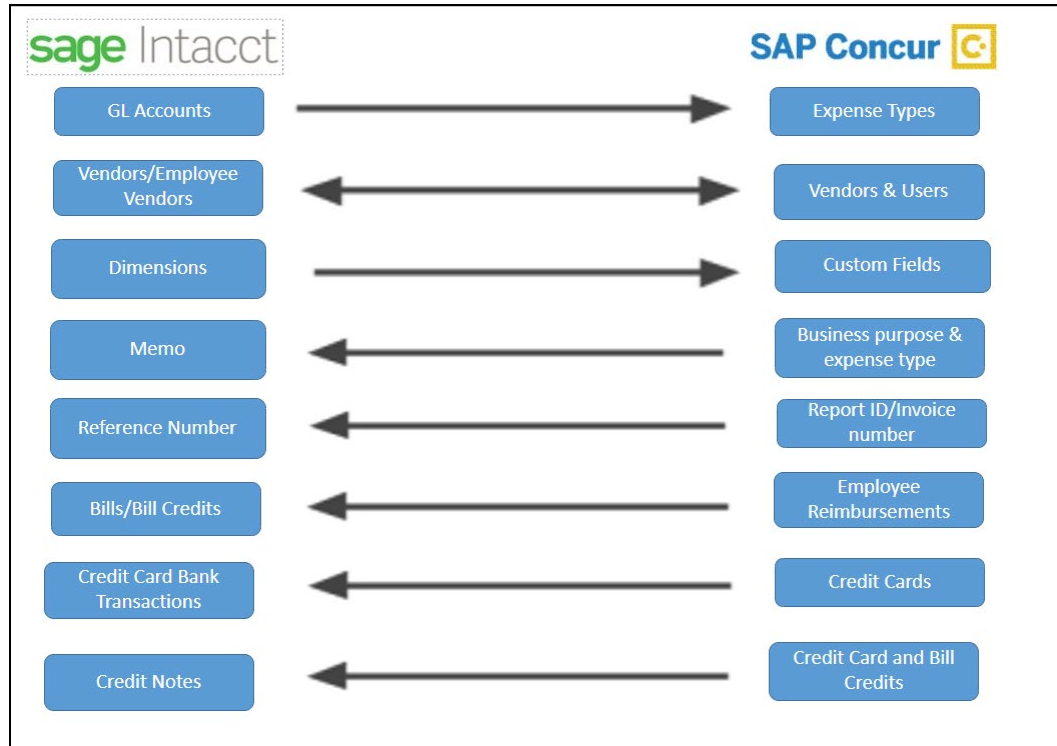 sage Intacct
SAP Concur C
GL Accounts
Expense Types
Vendors/Employee
Vendors
Vendors & Users
Dimensions
Custom Fields
Memo
Business purpose &
expense type
Reference Number
Report ID/Invoice
number
Bills/Bill Credits
Employee
Reimbursements
Credit Card Bank
Transactions
Credit Cards
Credit Notes
Credit Card and Bill
Credits